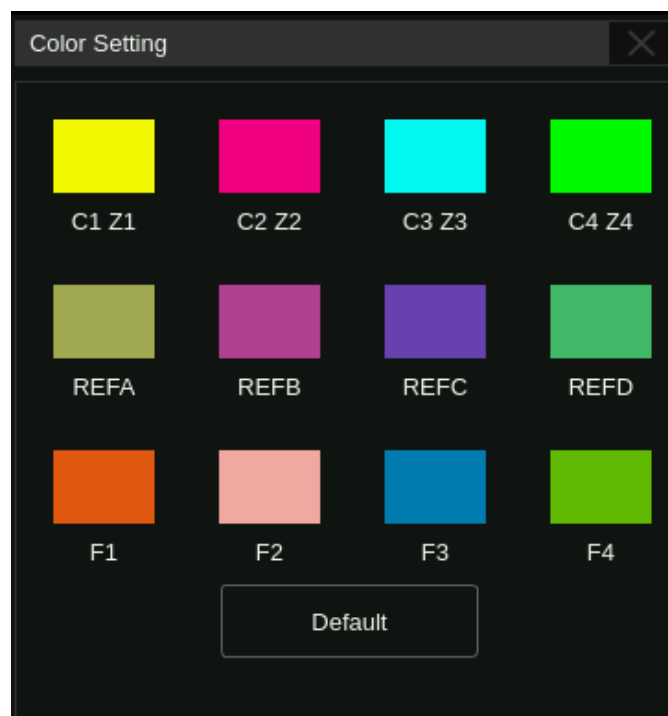 Color Setting
C1 Z1 C2 Z2 C3 Z3 C4 Z4
REFA REFB REFC REFD
F1 F2 F3 F4
Default